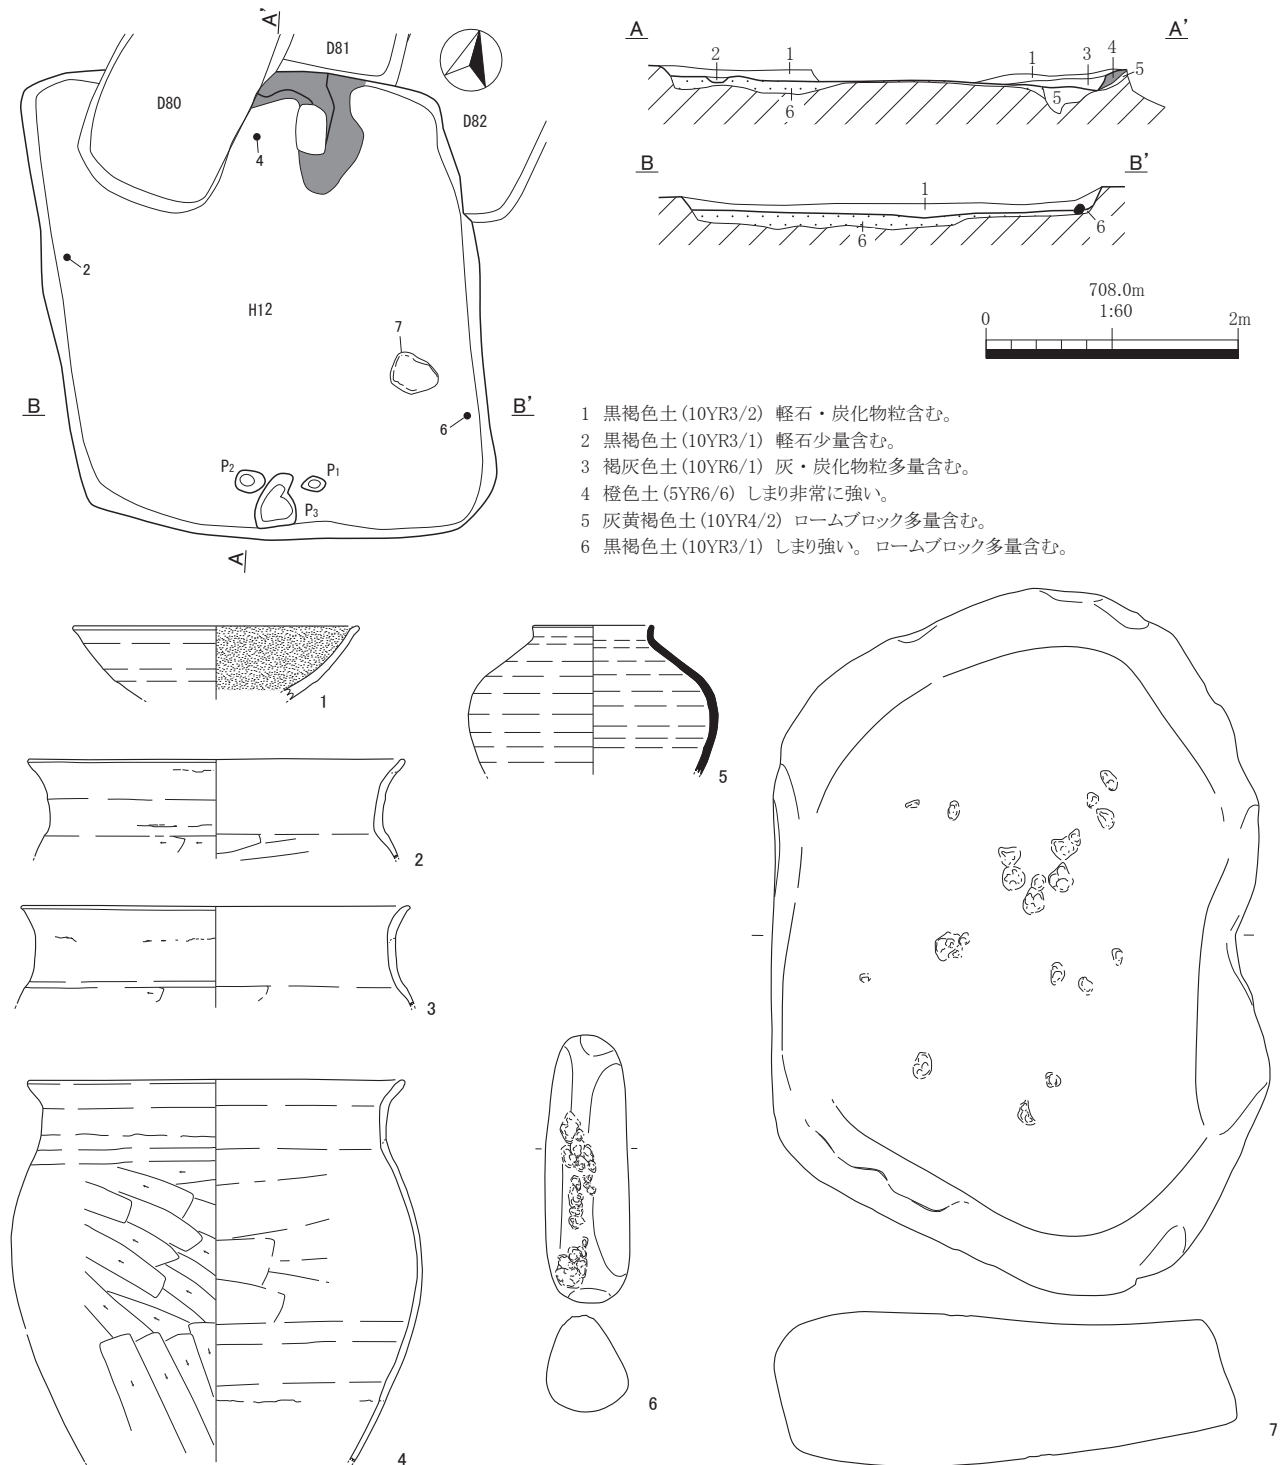 A'
D81
D80
D82
4
2
H12
7
6
B
B'
P2
P1
P3
A
A
A'
2
1
1
3
4
5
5
6
B
B'
1
6
6
708.0m
1:60
0
2m
1 黒褐色土(10YR3/2) 軽石・炭化物粒含む。
2 黒褐色土(10YR3/1) 軽石少量含む。
3 褐灰色土(10YR6/1) 灰・炭化物粒多量含む。
4 橙色土(5YR6/6) しまり非常に強い。
5 灰黄褐色土(10YR4/2) ロームブロック多量含む。
6 黒褐色土(10YR3/1) しまり強い。 ロームブロック多量含む。
1
5
2
3
4
6
7